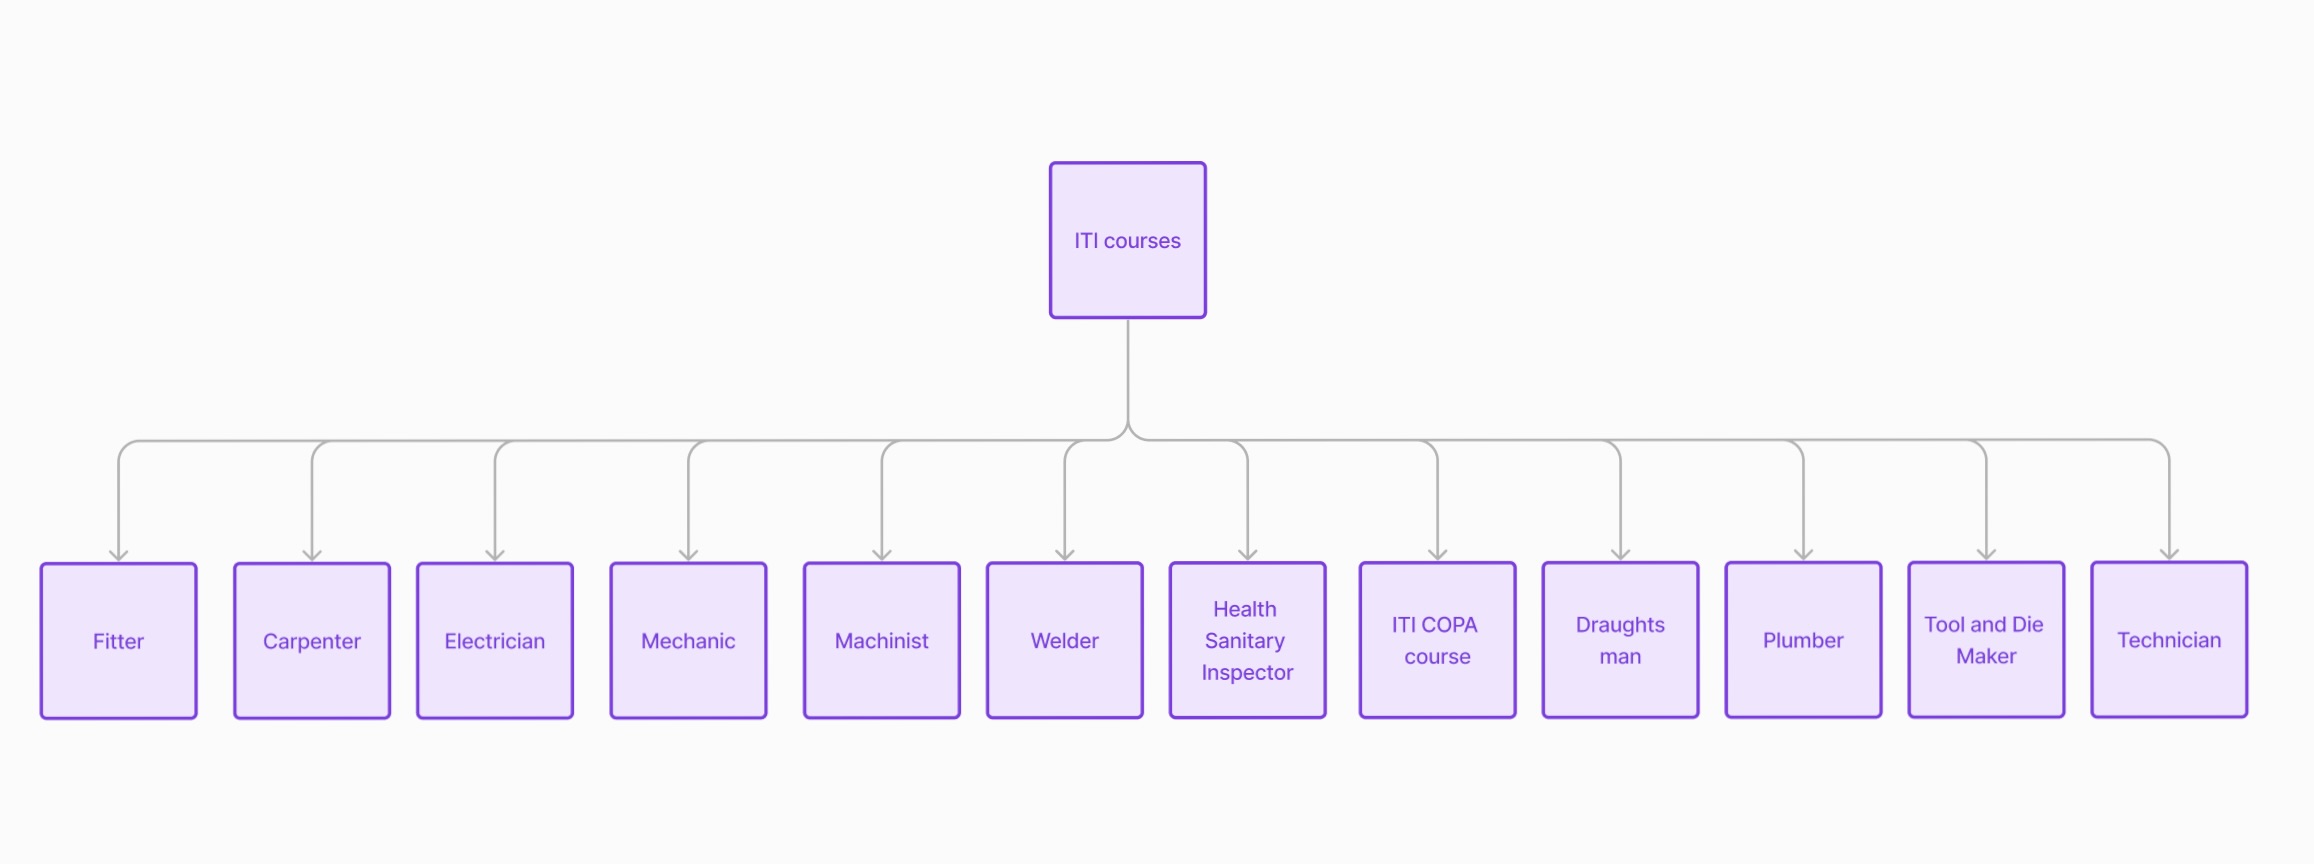 ITI courses
Fitter
Carpenter
Electrician
Mechanic
Machinist
Welder
Health
Sanitary
Inspector
ITI COPA
course
Draughts
man
Plumber
Tool and Die
Maker
Technician